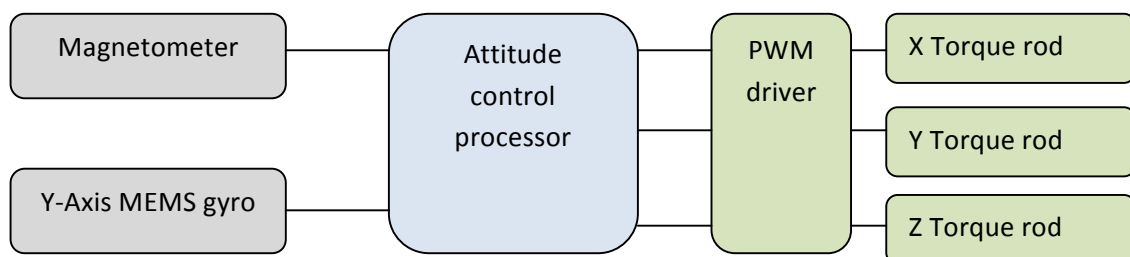 Magnetometer
Y-Axis MEMS gyro
Attitude
control
processor
PWM
driver
X Torque rod
Y Torque rod
Z Torque rod